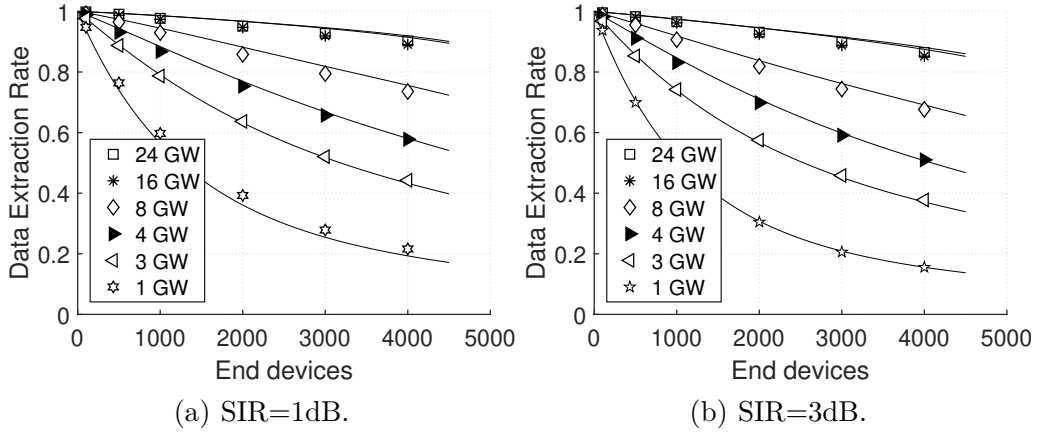 1
0.8
0.6
0.4
0.2
0
Data Extraction Rate
24 GW
16 GW
8 GW
4 GW
3 GW
1 GW
0 1000 2000 3000 4000 5000
End devices
(a) SIR=1dB.
1
0.8
0.6
0.4
0.2
0
Data Extraction Rate
24 GW
16 GW
8 GW
4 GW
3 GW
1 GW
0 1000 2000 3000 4000 5000
End devices
(b) SIR=3dB.